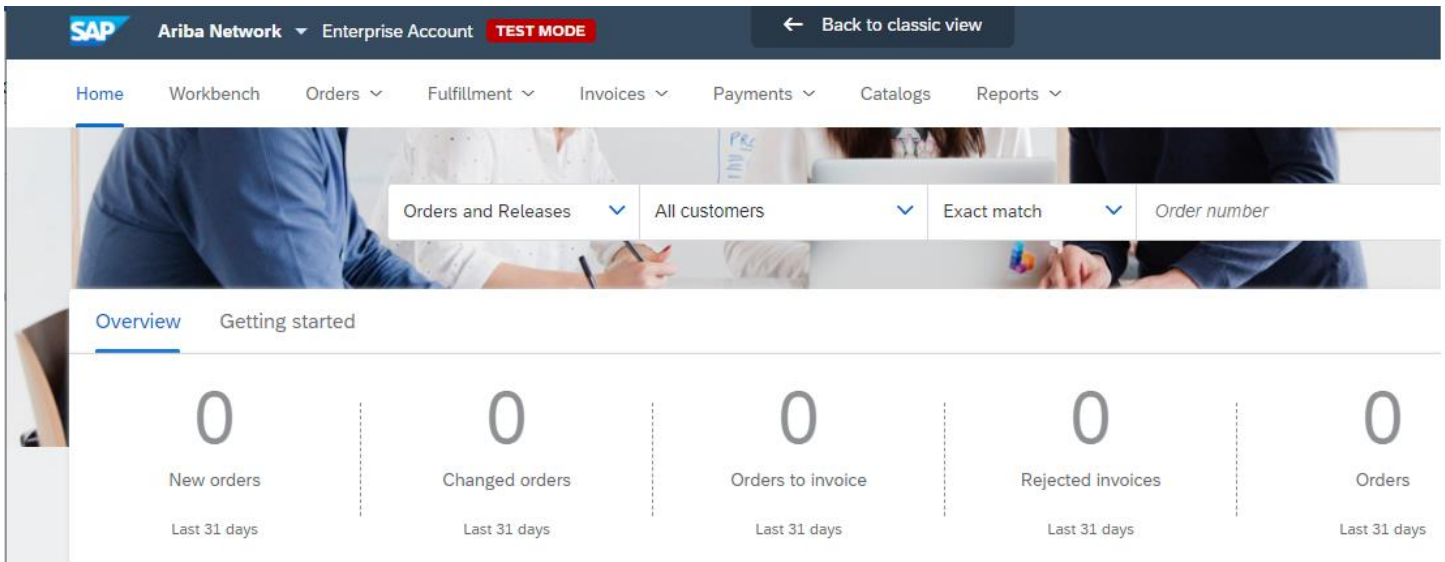 SAP Ariba Network Enterprise Account TEST MODE ← Back to classic view
Home Workbench Orders Fulfillment Invoices Payments Catalogs Reports
Orders and Releases All customers Exact match Order number
Overview Getting started
0 0 0 0 0
New orders Changed orders Orders to invoice Rejected invoices Orders
Last 31 days Last 31 days Last 31 days Last 31 days Last 31 days